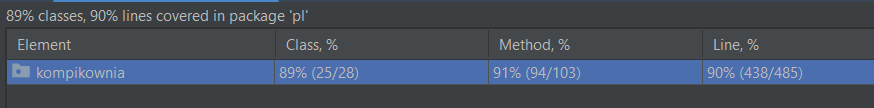 89% classes, 90% lines covered in package 'pl'
Element Class, % Method, % Line, %
kompikownia 89% (25/28) 91% (94/103) 90% (438/485)